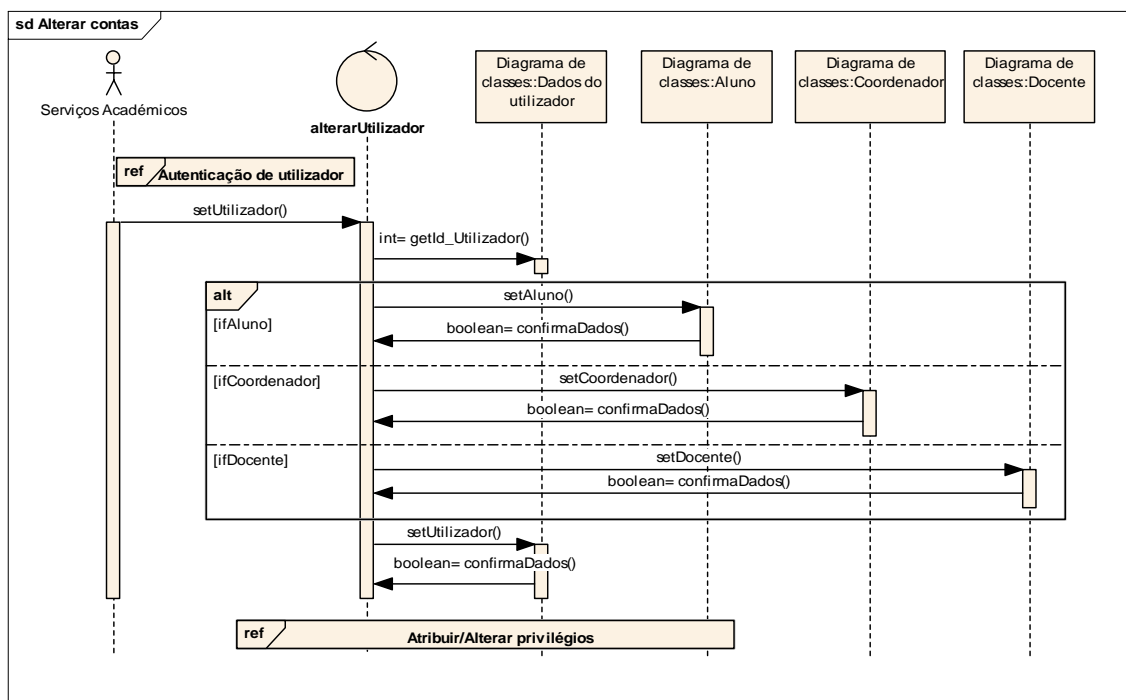 sd Alterar contas
Serviços Académicos
alterarUtilizador
Diagrama de
classes::Dados do
utilizador
Diagrama de
classes::Aluno
Diagrama de
classes::Coordenador
Diagrama de
classes::Docente
ref
Autenticação de utilizador
setUtilizador()
int= getId_Utilizador()
alt
setAluno()
[ifAluno]
boolean= confirmaDados()
[ifCoordenador]
setCoordenador()
boolean= confirmaDados()
[ifDocente]
setDocente()
boolean= confirmaDados()
setUtilizador()
boolean= confirmaDados()
ref
Atribuir/Alterar privilégios